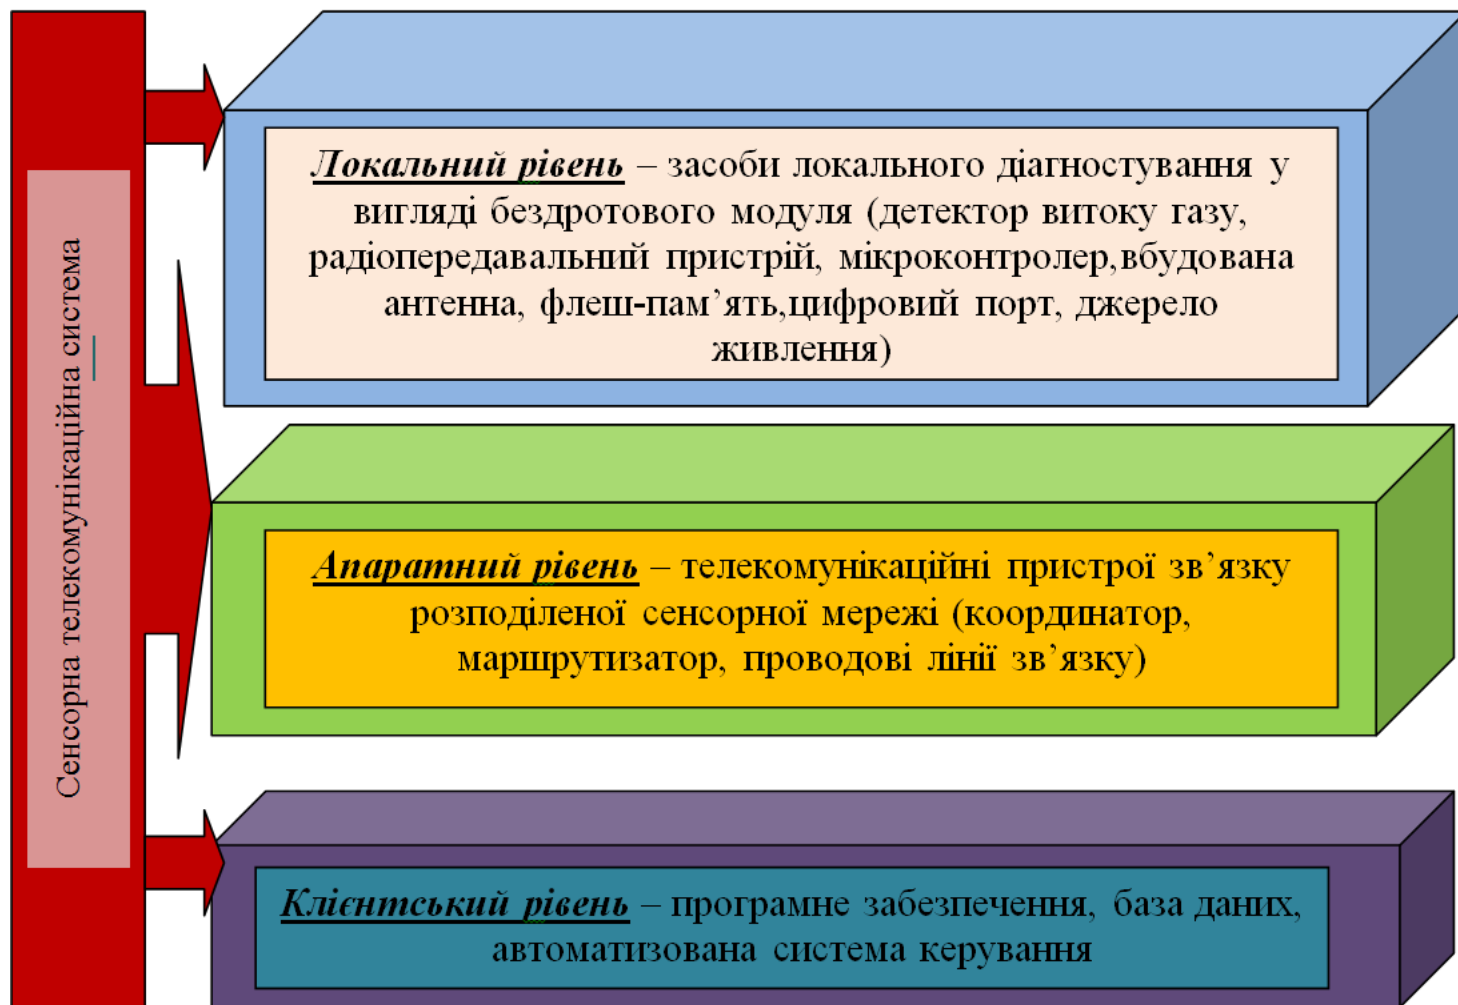 Сенсорна телекомунікаційна система
Локальний рівень – засоби локального діагностування у
вигляді бездротового модуля (детектор витоку газу,
радіопередавальний пристрій, мікроконтролер,вбудована
антенна, флеш-пам’ять,цифровий порт, джерело
живлення)
Апаратний рівень – телекомунікаційні пристрої зв’язку
розподіленої сенсорної мережі (координатор,
маршрутизатор, проводові лінії зв’язку)
Клієнтський рівень – програмне забезпечення, база даних,
автоматизована система керування